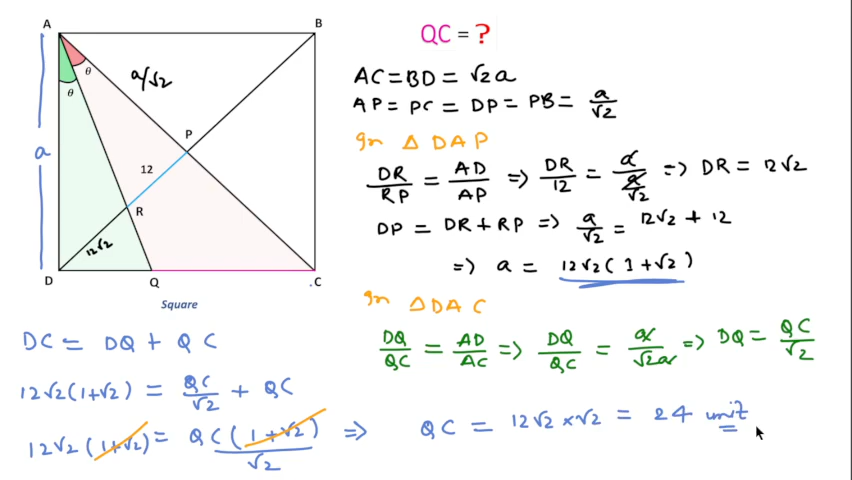 A
B
QC = ?
θ
θ
a/√2
a
P
12
R
12√2
D
Q
C
Square
AC = BD = √2a
AP = PC = DP = PB = a/√2
In △ DAP
DR/RP = AD/AP ⇒ DR/12 = a/(a/√2) ⇒ DR = 12√2
DP = DR + RP ⇒ a/√2 = 12√2 + 12
⇒ a = 12√2(1+√2)
In △DAC
DQ/QC = AD/AC ⇒ DQ/QC = a/√2a ⇒ DQ = QC/√2
DC = DQ + QC
12√2(1+√2) = QC/√2 + QC
12√2(1+√2) = QC(1+√2)/√2 ⇒ QC = 12√2 × √2 = 24 unit